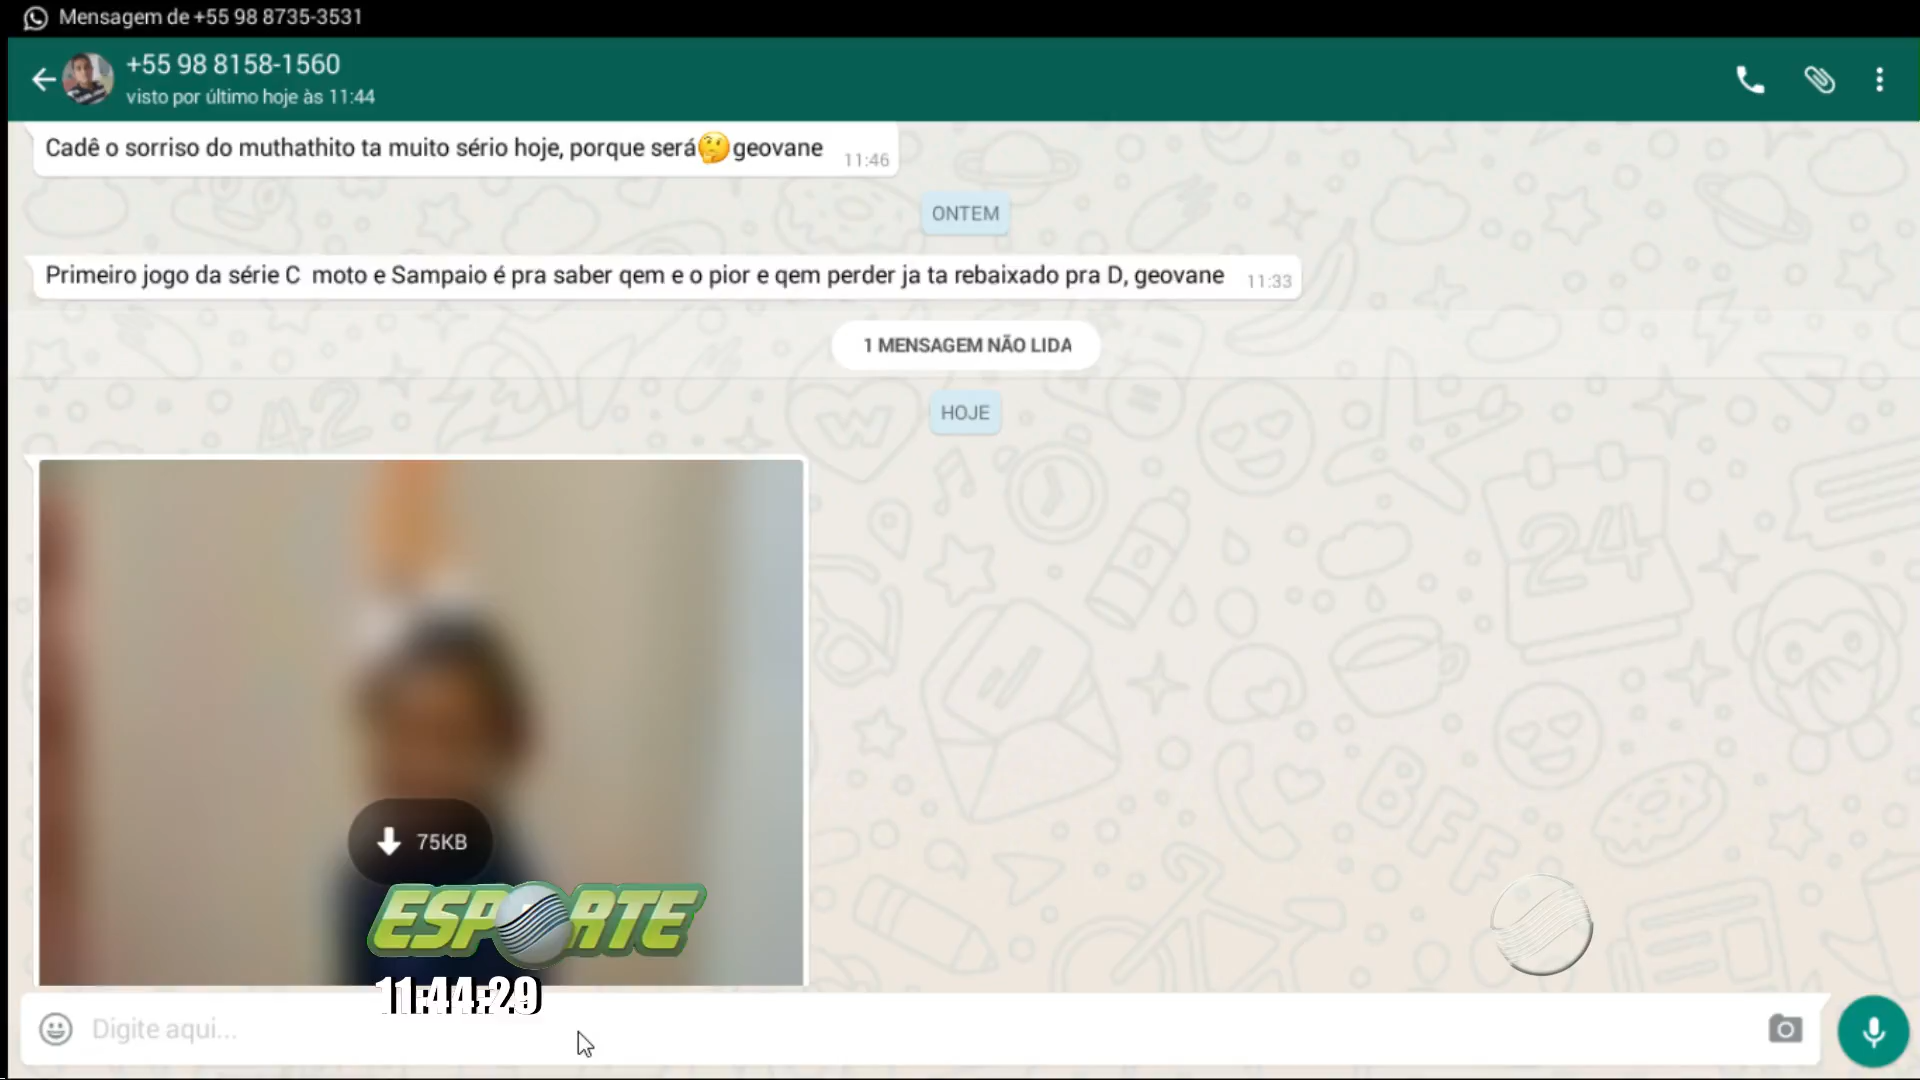 Mensagem de +55 98 8735-3531
+55 98 8158-1560
visto por último hoje às 11:44
Cadê o sorriso do muthathito ta muito sério hoje, porque será🤔geovane 11:46
ONTEM
Primeiro jogo da série C  moto e Sampaio é pra saber qem e o pior e qem perder ja ta rebaixado pra D, geovane 11:33
1 MENSAGEM NÃO LIDA
HOJE
75KB
ESPORTE
11:44:29
Digite aqui...